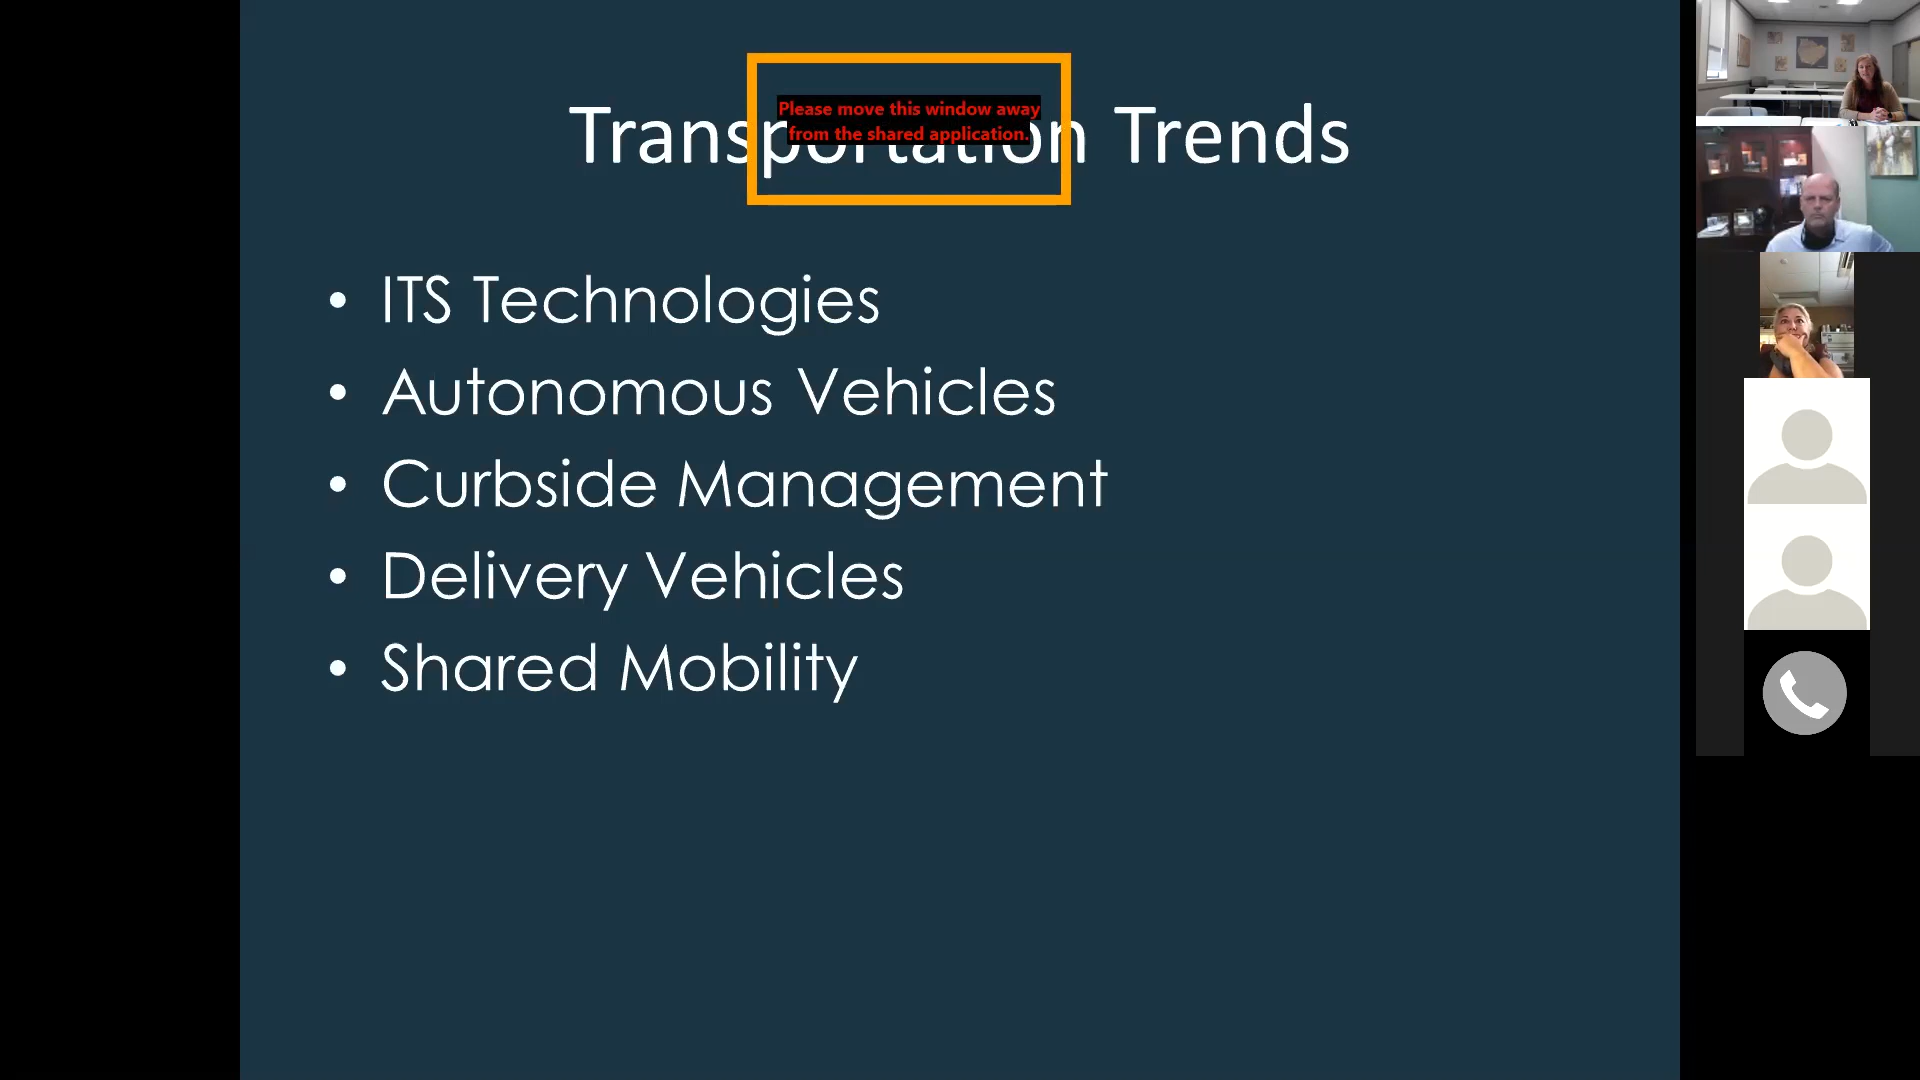 Transportation Trends
Please move this window away
from the shared application.
• ITS Technologies
• Autonomous Vehicles
• Curbside Management
• Delivery Vehicles
• Shared Mobility